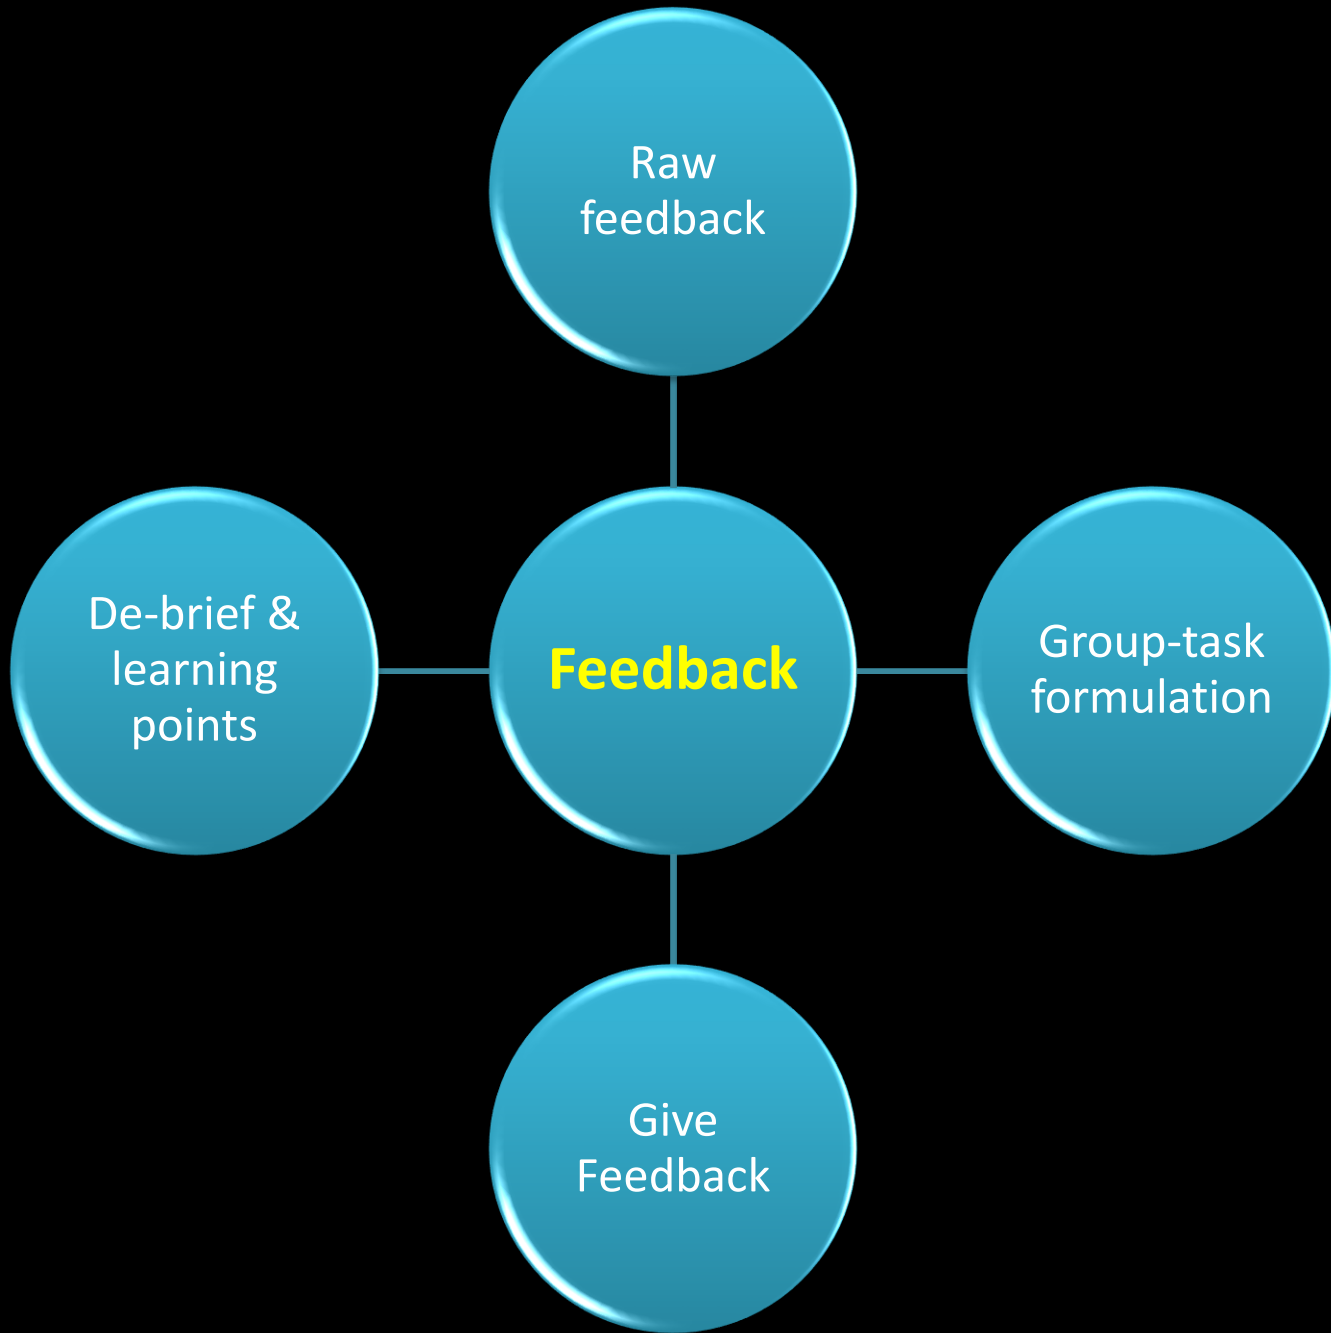 Raw
feedback
De-brief &
learning
points
Feedback
Group-task
formulation
Give
Feedback